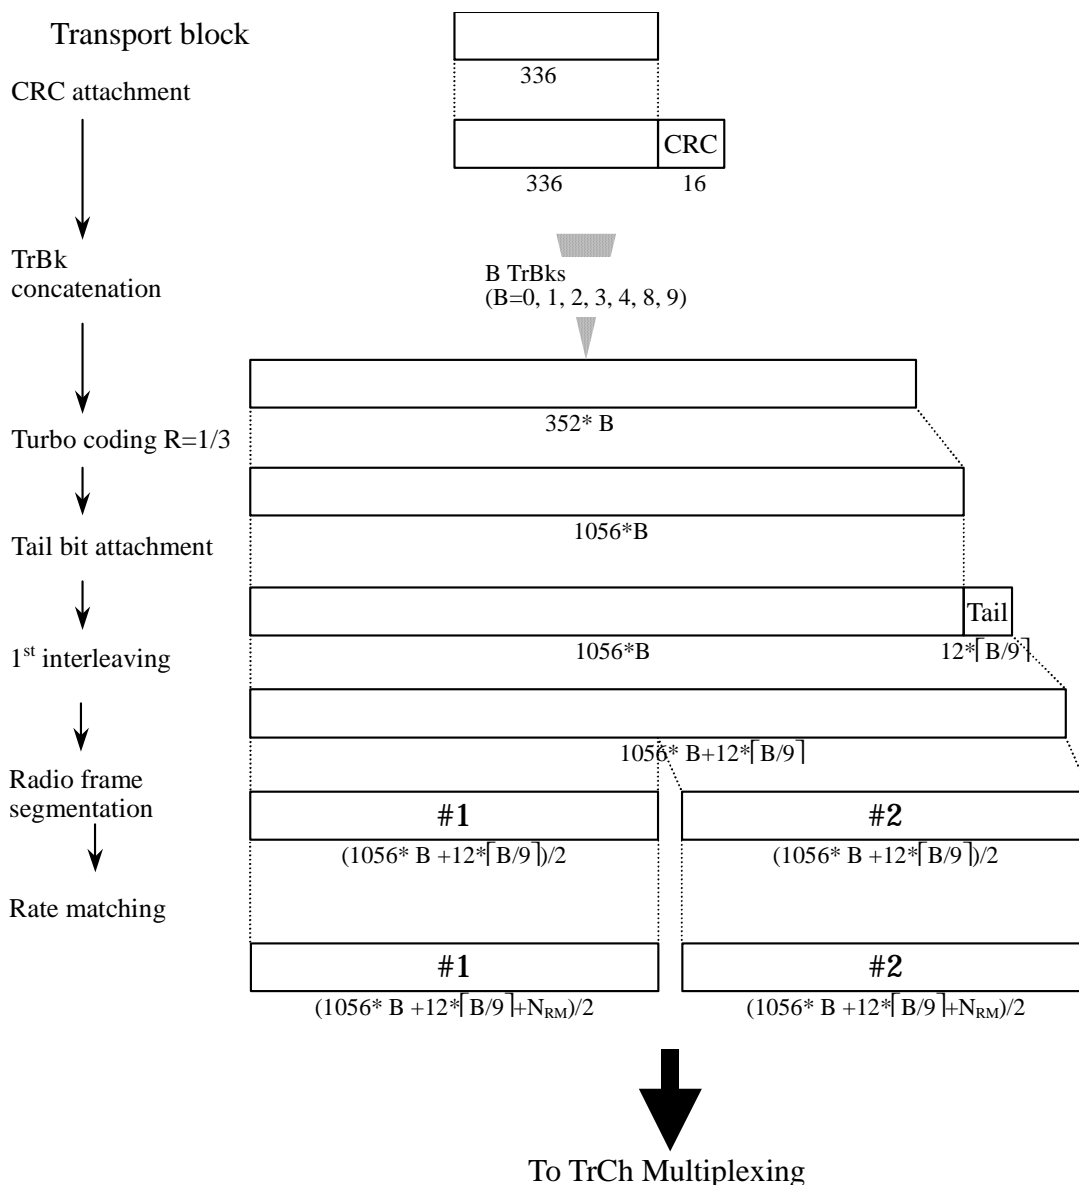 Transport block
336
CRC attachment
CRC
336 16
TrBk
concatenation
B TrBks
(B=0, 1, 2, 3, 4, 8, 9)
352* B
Turbo coding R=1/3
1056*B
Tail bit attachment
Tail
1056*B 12*⌈B/9⌉
1st interleaving
1056* B+12*⌈B/9⌉
Radio frame
segmentation
#1 #2
(1056* B +12*⌈B/9⌉)/2 (1056* B +12*⌈B/9⌉)/2
Rate matching
#1 #2
(1056* B +12*⌈B/9⌉+NRM)/2 (1056* B +12*⌈B/9⌉+NRM)/2
To TrCh Multiplexing